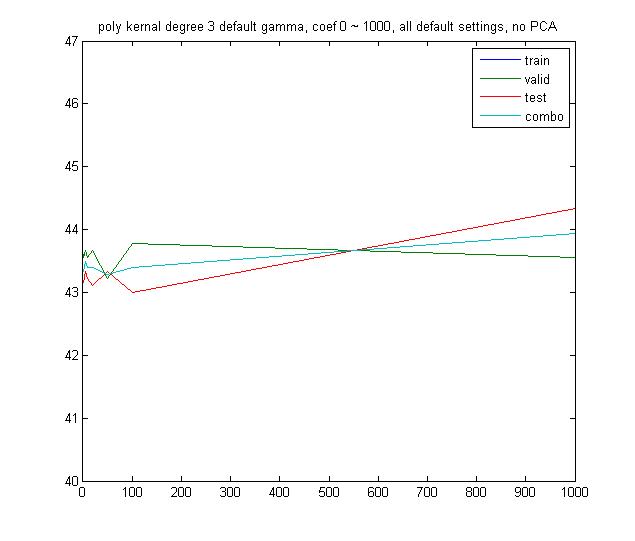 poly kernal degree 3 default gamma, coef 0 ~ 1000, all default settings, no PCA
47
46
45
44
43
42
41
40
train
valid
test
combo
0 100 200 300 400 500 600 700 800 900 1000